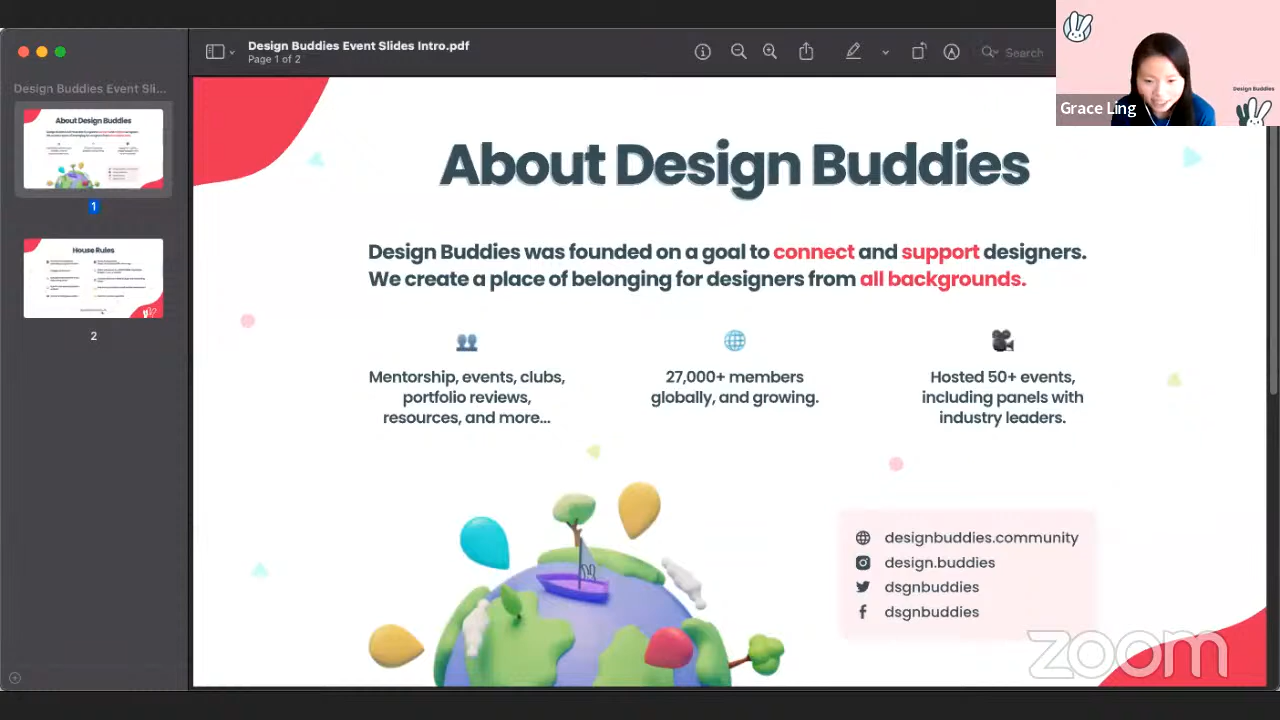 Design Buddies Event Slides Intro.pdf
Page 1 of 2
Search
Design Buddies Event Sli...
About Design Buddies
1
House Rules
2
Grace Ling
Design Buddies
About Design Buddies
Design Buddies was founded on a goal to connect and support designers.
We create a place of belonging for designers from all backgrounds.
Mentorship, events, clubs,
portfolio reviews,
resources, and more...
27,000+ members
globally, and growing.
Hosted 50+ events,
including panels with
industry leaders.
designbuddies.community
design.buddies
dsgnbuddies
dsgnbuddies
zoom